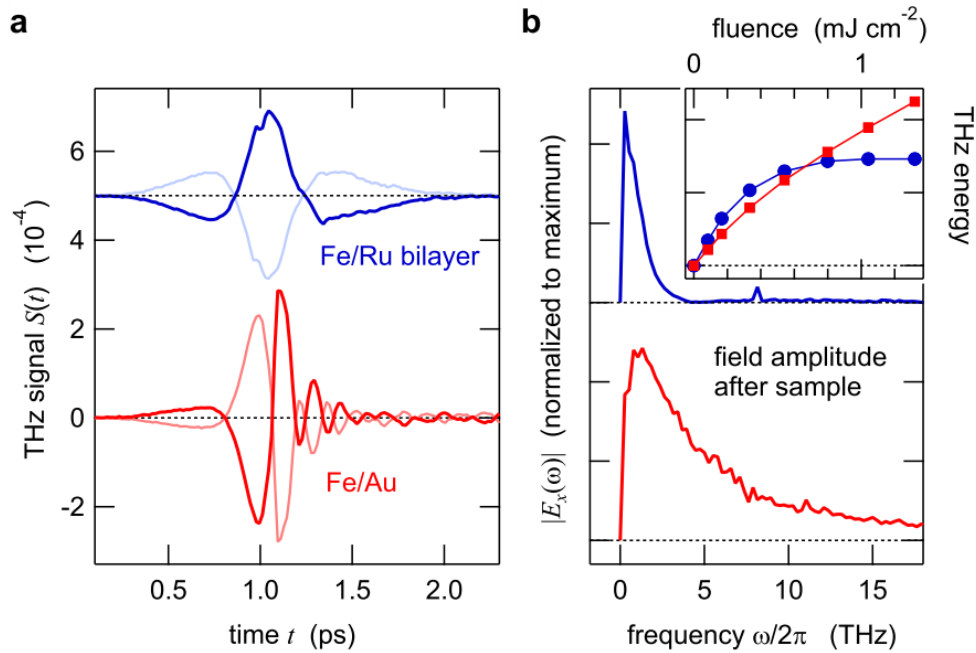 a
THz signal S(t) (10⁻⁴)
6
4
2
0
-2
Fe/Ru bilayer
Fe/Au
0.5 1.0 1.5 2.0
time t (ps)
b
fluence (mJ cm⁻²)
0 1
THz energy
|Eₓ(ω)| (normalized to maximum)
field amplitude
after sample
0 5 10 15
frequency ω/2π (THz)